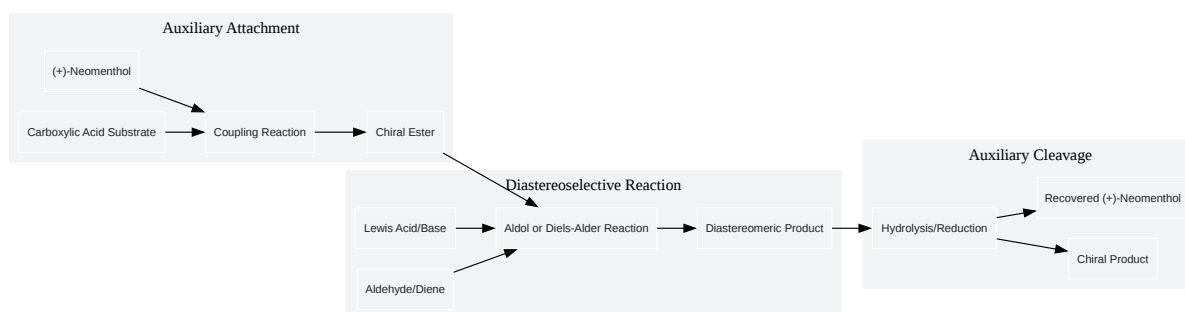 Auxiliary Attachment
(+)-Neomenthol
Carboxylic Acid Substrate
Coupling Reaction
Chiral Ester
Diastereoselective Reaction
Lewis Acid/Base
Aldol or Diels-Alder Reaction
Diastereomeric Product
Aldehyde/Diene
Auxiliary Cleavage
Hydrolysis/Reduction
Recovered (+)-Neomenthol
Chiral Product